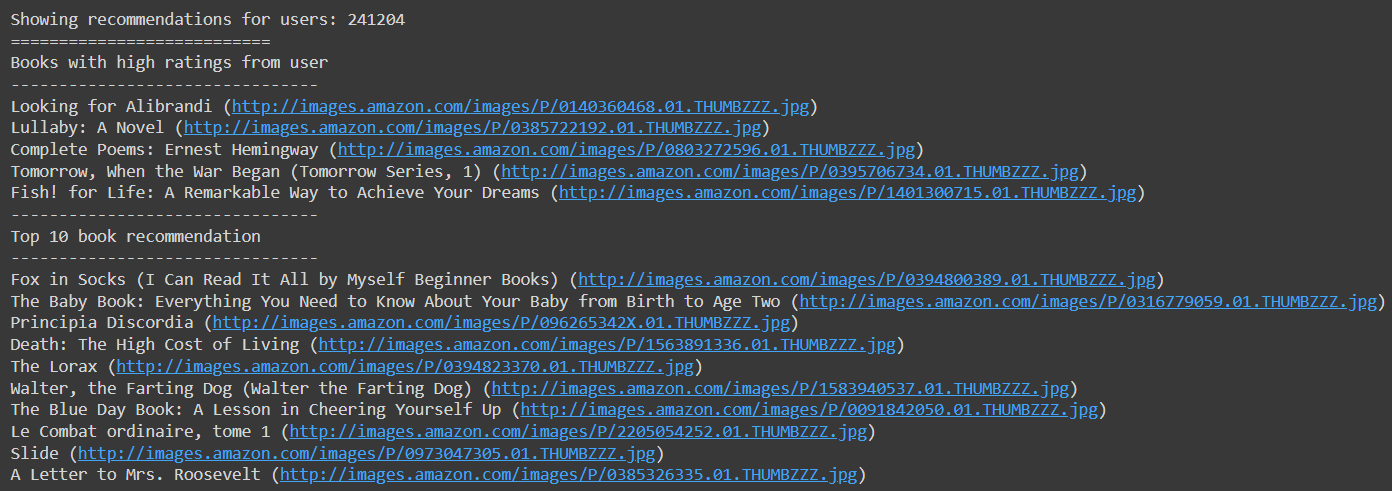 Showing recommendations for users: 241204
===========================
Books with high ratings from user
--------------------------------
Looking for Alibrandi (http://images.amazon.com/images/P/0140360468.01.THUMBZZZ.jpg)
Lullaby: A Novel (http://images.amazon.com/images/P/0385722192.01.THUMBZZZ.jpg)
Complete Poems: Ernest Hemingway (http://images.amazon.com/images/P/0803272596.01.THUMBZZZ.jpg)
Tomorrow, When the War Began (Tomorrow Series, 1) (http://images.amazon.com/images/P/0395706734.01.THUMBZZZ.jpg)
Fish! for Life: A Remarkable Way to Achieve Your Dreams (http://images.amazon.com/images/P/1401300715.01.THUMBZZZ.jpg)
--------------------------------
Top 10 book recommendation
--------------------------------
Fox in Socks (I Can Read It All by Myself Beginner Books) (http://images.amazon.com/images/P/0394800389.01.THUMBZZZ.jpg)
The Baby Book: Everything You Need to Know About Your Baby from Birth to Age Two (http://images.amazon.com/images/P/0316779059.01.THUMBZZZ.jpg)
Principia Discordia (http://images.amazon.com/images/P/096265342X.01.THUMBZZZ.jpg)
Death: The High Cost of Living (http://images.amazon.com/images/P/1563891336.01.THUMBZZZ.jpg)
The Lorax (http://images.amazon.com/images/P/0394823370.01.THUMBZZZ.jpg)
Walter, the Farting Dog (Walter the Farting Dog) (http://images.amazon.com/images/P/1583940537.01.THUMBZZZ.jpg)
The Blue Day Book: A Lesson in Cheering Yourself Up (http://images.amazon.com/images/P/0091842050.01.THUMBZZZ.jpg)
Le Combat ordinaire, tome 1 (http://images.amazon.com/images/P/2205054252.01.THUMBZZZ.jpg)
Slide (http://images.amazon.com/images/P/0973047305.01.THUMBZZZ.jpg)
A Letter to Mrs. Roosevelt (http://images.amazon.com/images/P/0385326335.01.THUMBZZZ.jpg)